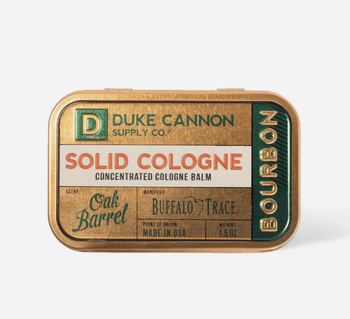 D
DUKE CANNON
SUPPLY CO.
SOLID COLOGNE
CONCENTRATED COLOGNE BALM
SCENT:
Oak
Barrel
MANIFEST:
BUFFALO TRACE
POINT OF ORIGIN
MADE IN USA
WEIGHT
1.5 OZ
BOURBON